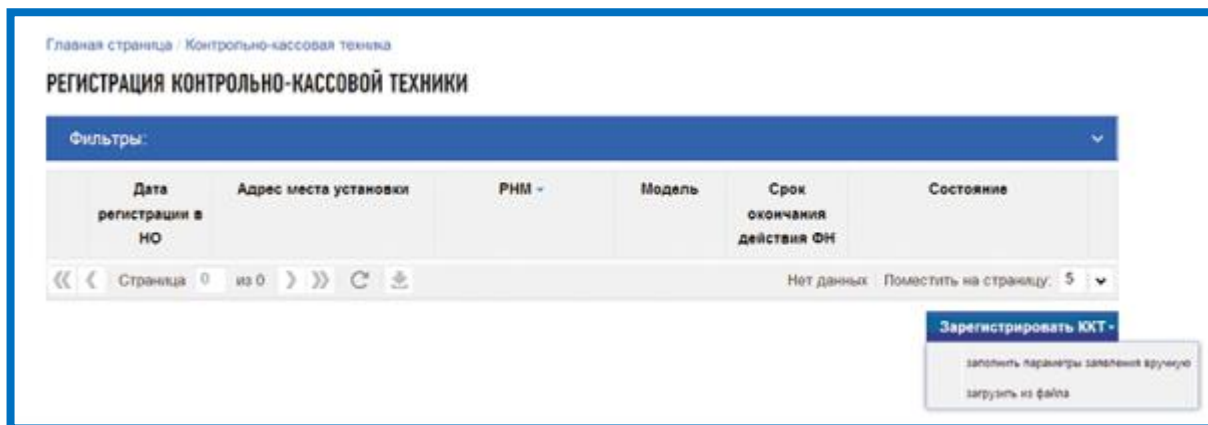 Главная страница / Контрольно-кассовая техника
РЕГИСТРАЦИЯ КОНТРОЛЬНО-КАССОВОЙ ТЕХНИКИ
Фильтры:
Дата регистрации в НО Адрес места установки РНМ Модель Срок окончания действия ФН Состояние
Страница 0 из 0 Нет данных Поместить на страницу: 5
Зарегистрировать ККТ
заполнить параметры заявления вручную
загрузить из файла